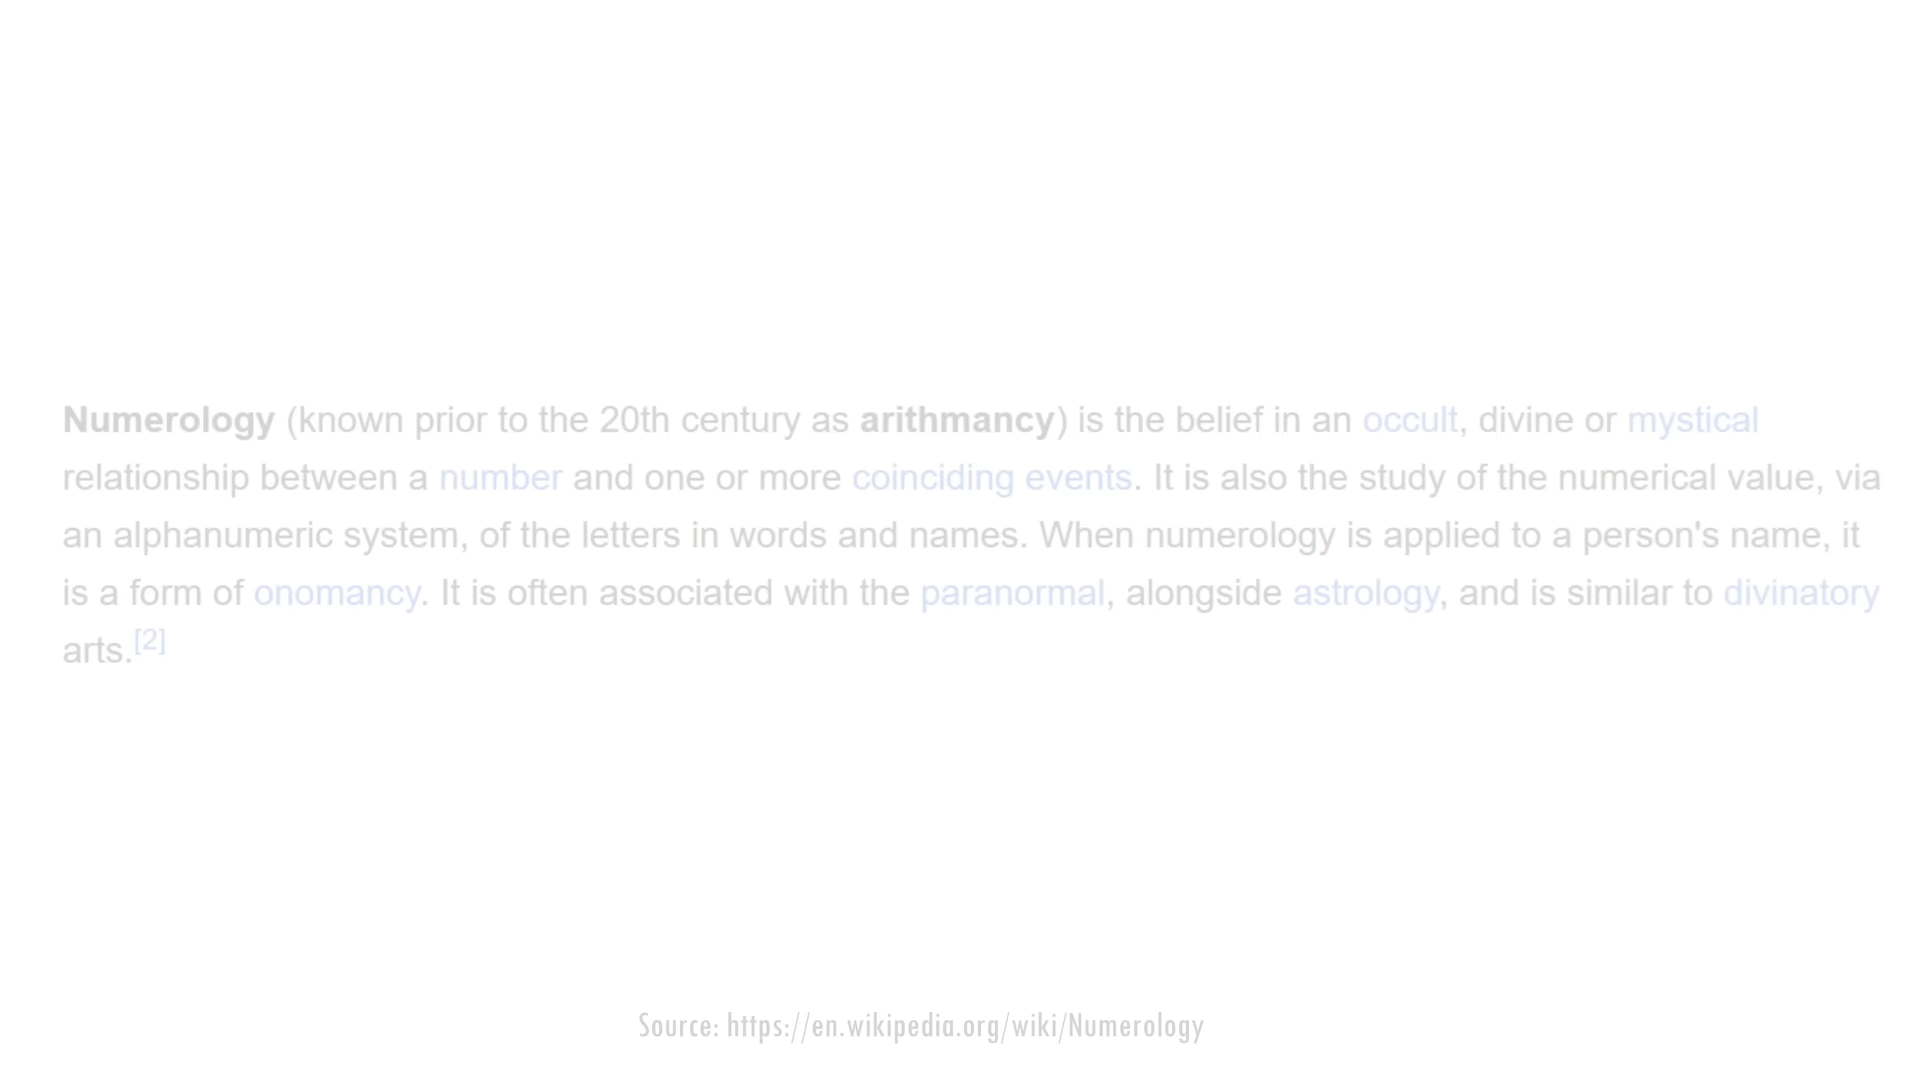 Numerology (known prior to the 20th century as arithmancy) is the belief in an occult, divine or mystical
relationship between a number and one or more coinciding events. It is also the study of the numerical value, via
an alphanumeric system, of the letters in words and names. When numerology is applied to a person's name, it
is a form of onomancy. It is often associated with the paranormal, alongside astrology, and is similar to divinatory
arts.[2]
Source: https://en.wikipedia.org/wiki/Numerology